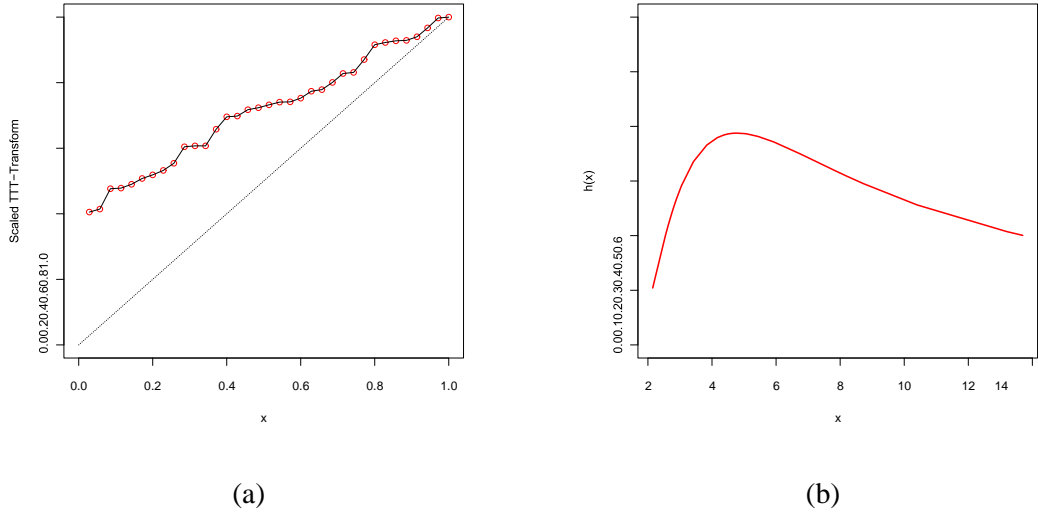 Scaled TTT−Transform
0.00.20.40.60.81.0
0.0 0.2 0.4 0.6 0.8 1.0
x
(a)
h(x)
0.00.10.20.30.40.50.6
2 4 6 8 10 12 14
x
(b)